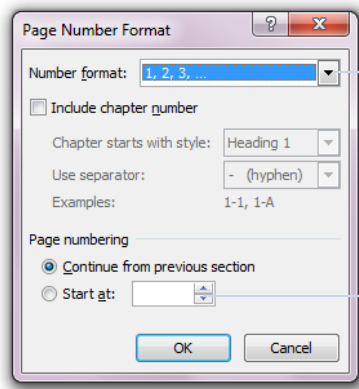 Page Number Format
Number format: 1, 2, 3, ...
Include chapter number
Chapter starts with style: Heading 1
Use separator: - (hyphen)
Examples: 1-1, 1-A
Page numbering
Continue from previous section
Start at:
OK Cancel